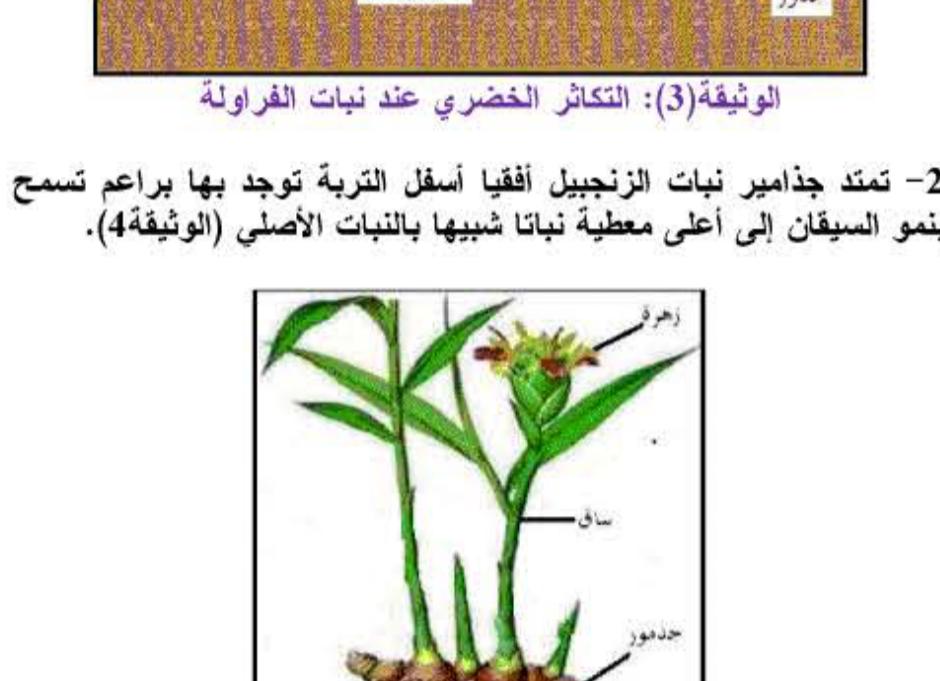 جذور
الوثيقة(3): التكاثر الخضري عند نبات الفراولة
2- تمتد جذامير نبات الزنجبيل أفقيا أسفل التربة توجد بها براعم تسمح
بنمو السيقان إلى أعلى معطية نباتا شبيها بالنبات الأصلي (الوثيقة4).
زهرة
ساق
جذمور